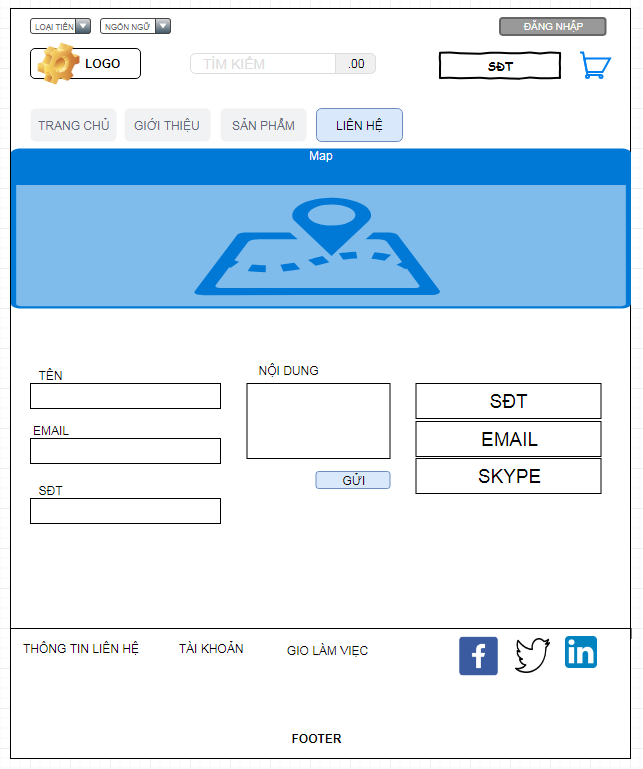 LOẠI TIỀN
NGÔN NGỮ
ĐĂNG NHẬP
LOGO
TÌM KIẾM
.00
SĐT
TRANG CHỦ
GIỚI THIỆU
SẢN PHẨM
LIÊN HỆ
Map
TÊN
NỘI DUNG
SĐT
EMAIL
EMAIL
SKYPE
GỬI
SĐT
THÔNG TIN LIÊN HỆ
TÀI KHOẢN
GIO LÀM VIỆC
FOOTER